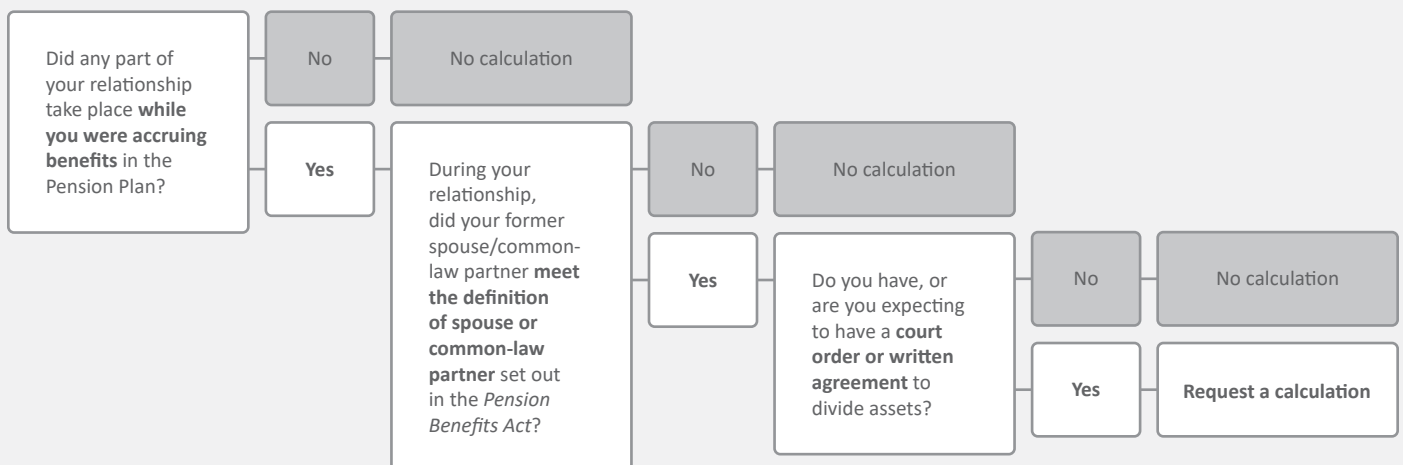 Did any part of
your relationship
take place while
you were accruing
benefits in the
Pension Plan?
No
No calculation
Yes
During your
relationship,
did your former
spouse/common-
law partner meet
the definition
of spouse or
common-law
partner set out
in the Pension
Benefits Act?
No
No calculation
Yes
Do you have, or
are you expecting
to have a court
order or written
agreement to
divide assets?
No
No calculation
Yes
Request a calculation